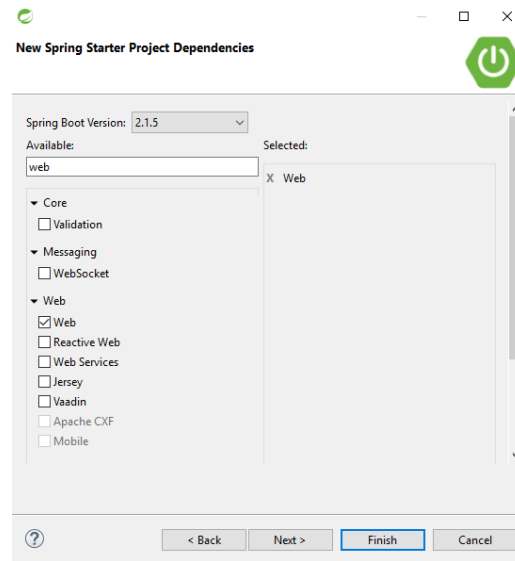 New Spring Starter Project Dependencies
Spring Boot Version: 2.1.5
Available:
Selected:
web
X Web
Core
Validation
Messaging
WebSocket
Web
Web
Reactive Web
Web Services
Jersey
Vaadin
Apache CXF
Mobile
? < Back Next > Finish Cancel